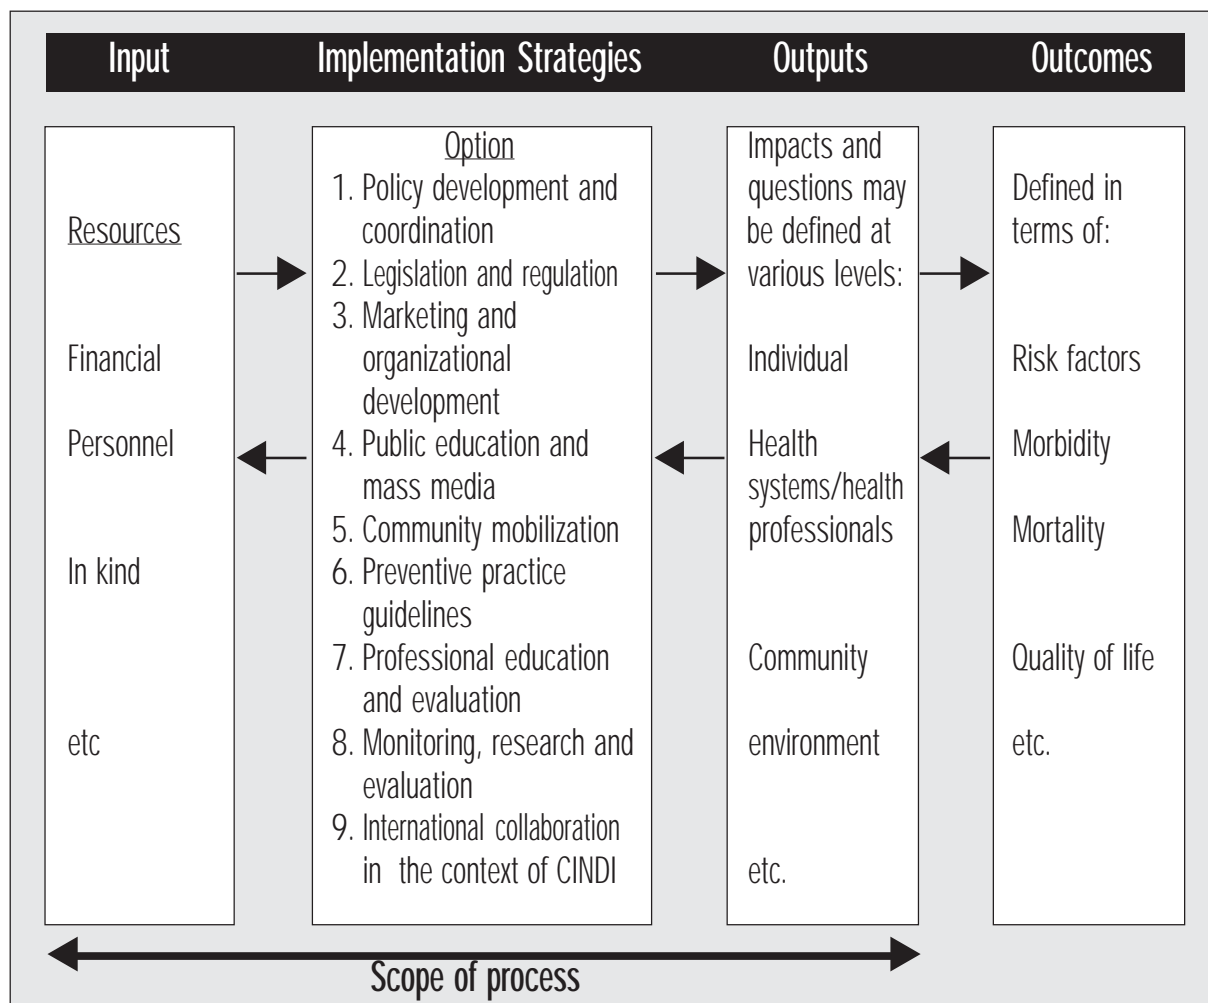 Input
Implementation Strategies
Outputs
Outcomes
Resources
Financial
Personnel
In kind
etc
Option
1. Policy development and
coordination
2. Legislation and regulation
3. Marketing and
organizational
development
4. Public education and
mass media
5. Community mobilization
6. Preventive practice
guidelines
7. Professional education
and evaluation
8. Monitoring, research and
evaluation
9. International collaboration
in the context of CINDI
Impacts and
questions may
be defined at
various levels:
Individual
Health
systems/health
professionals
Community
environment
etc.
Defined in
terms of:
Risk factors
Morbidity
Mortality
Quality of life
etc.
Scope of process